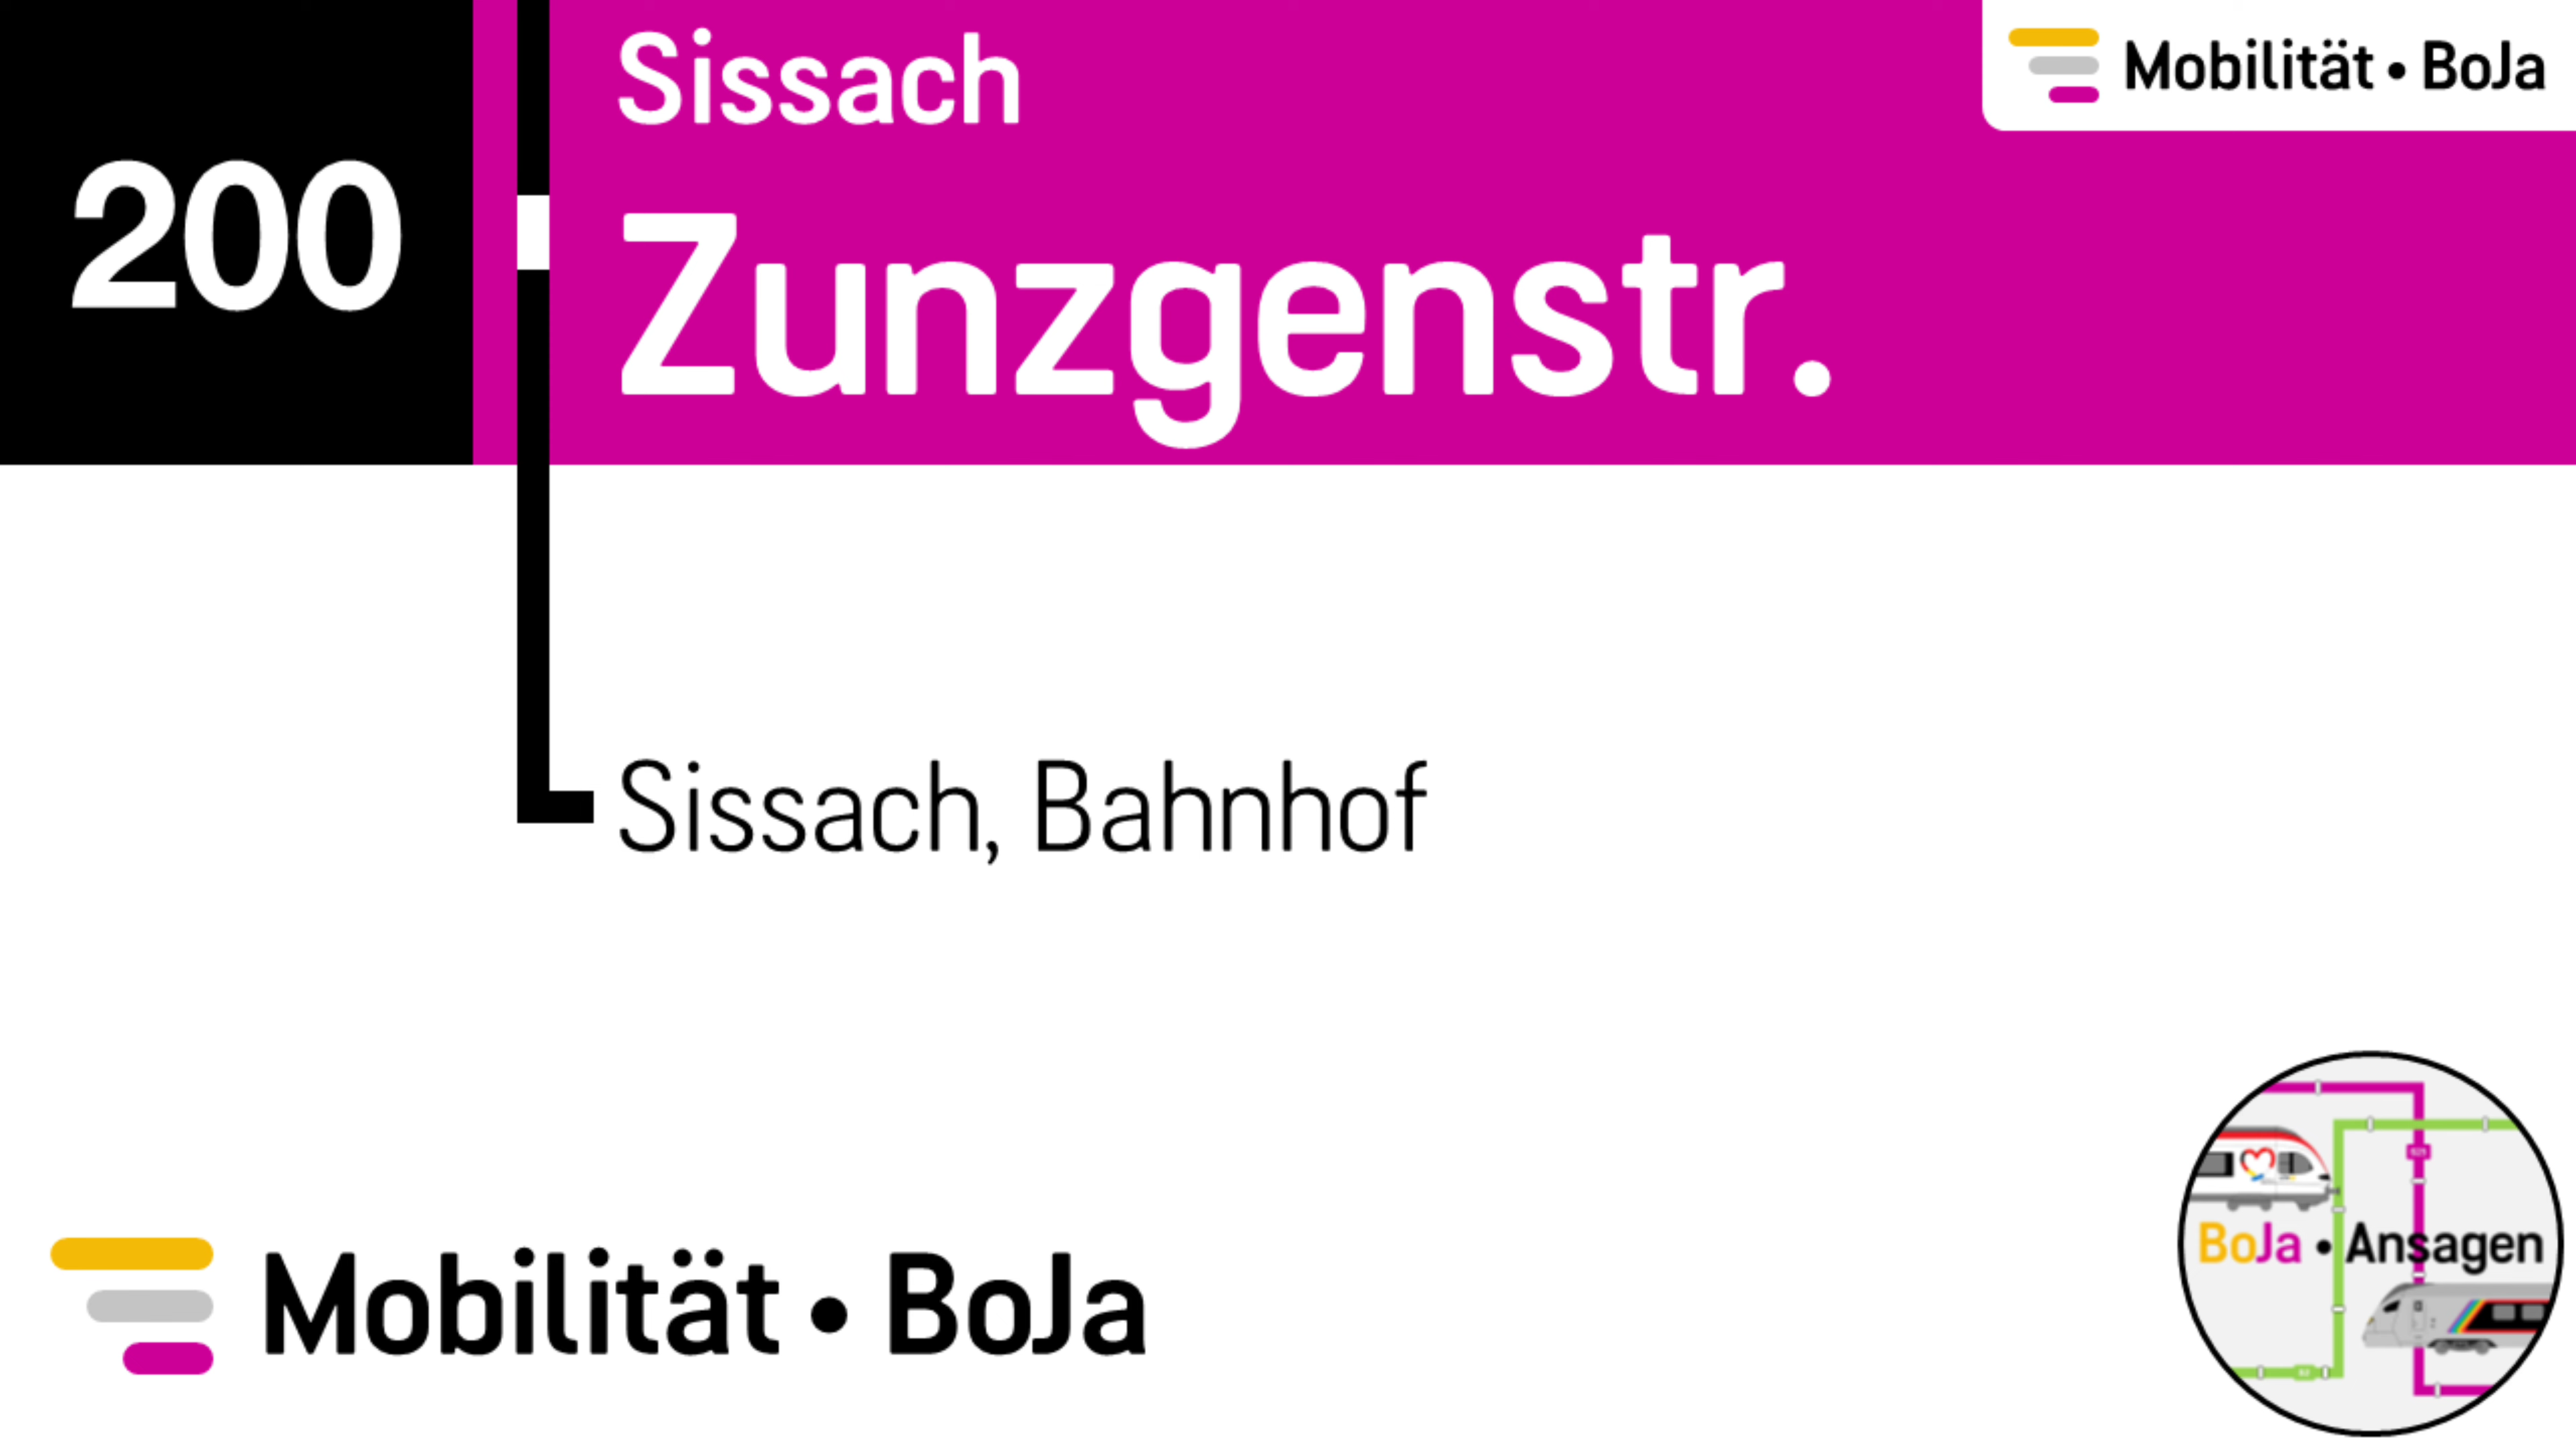 200
Sissach
Zunzgenstr.
Mobilität • BoJa
Sissach, Bahnhof
Mobilität • BoJa
BoJa • Ansagen